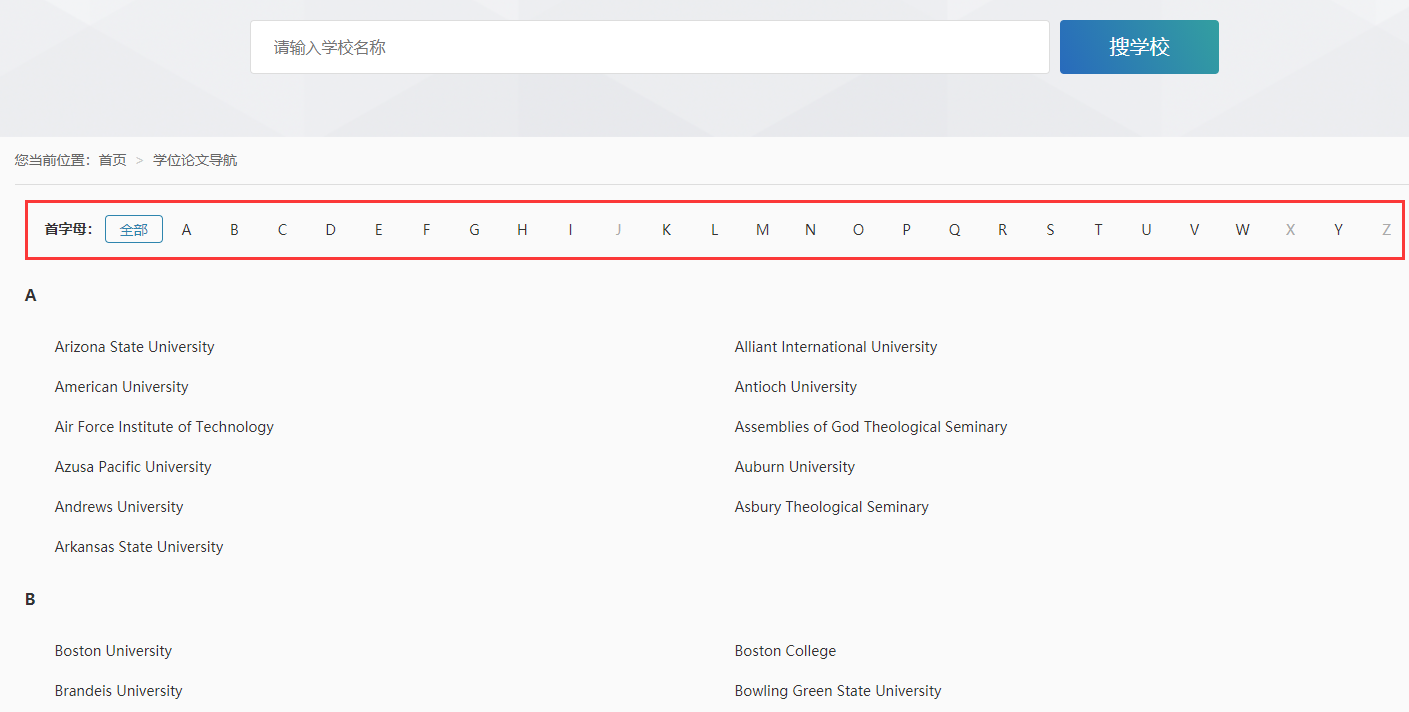 请输入学校名称 搜学校
您当前位置：首页 > 学位论文导航
首字母： 全部 A B C D E F G H I J K L M N O P Q R S T U V W X Y Z
A
Arizona State University Alliant International University
American University Antioch University
Air Force Institute of Technology Assemblies of God Theological Seminary
Azusa Pacific University Auburn University
Andrews University Asbury Theological Seminary
Arkansas State University
B
Boston University Boston College
Brandeis University Bowling Green State University